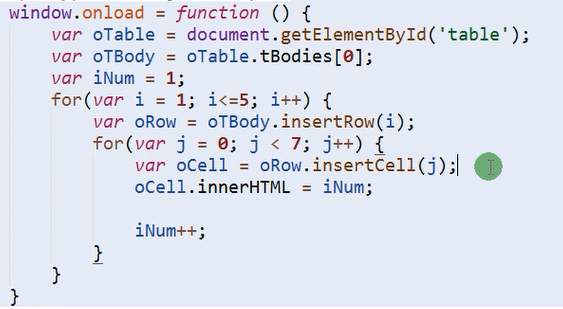 window.onload = function () {
    var oTable = document.getElementById('table');
    var oTBody = oTable.tBodies[0];
    var iNum = 1;
    for(var i = 1; i<=5; i++) {
        var oRow = oTBody.insertRow(i);
        for(var j = 0; j < 7; j++) {
            var oCell = oRow.insertCell(j);
            oCell.innerHTML = iNum;

            iNum++;
        }
    }
}